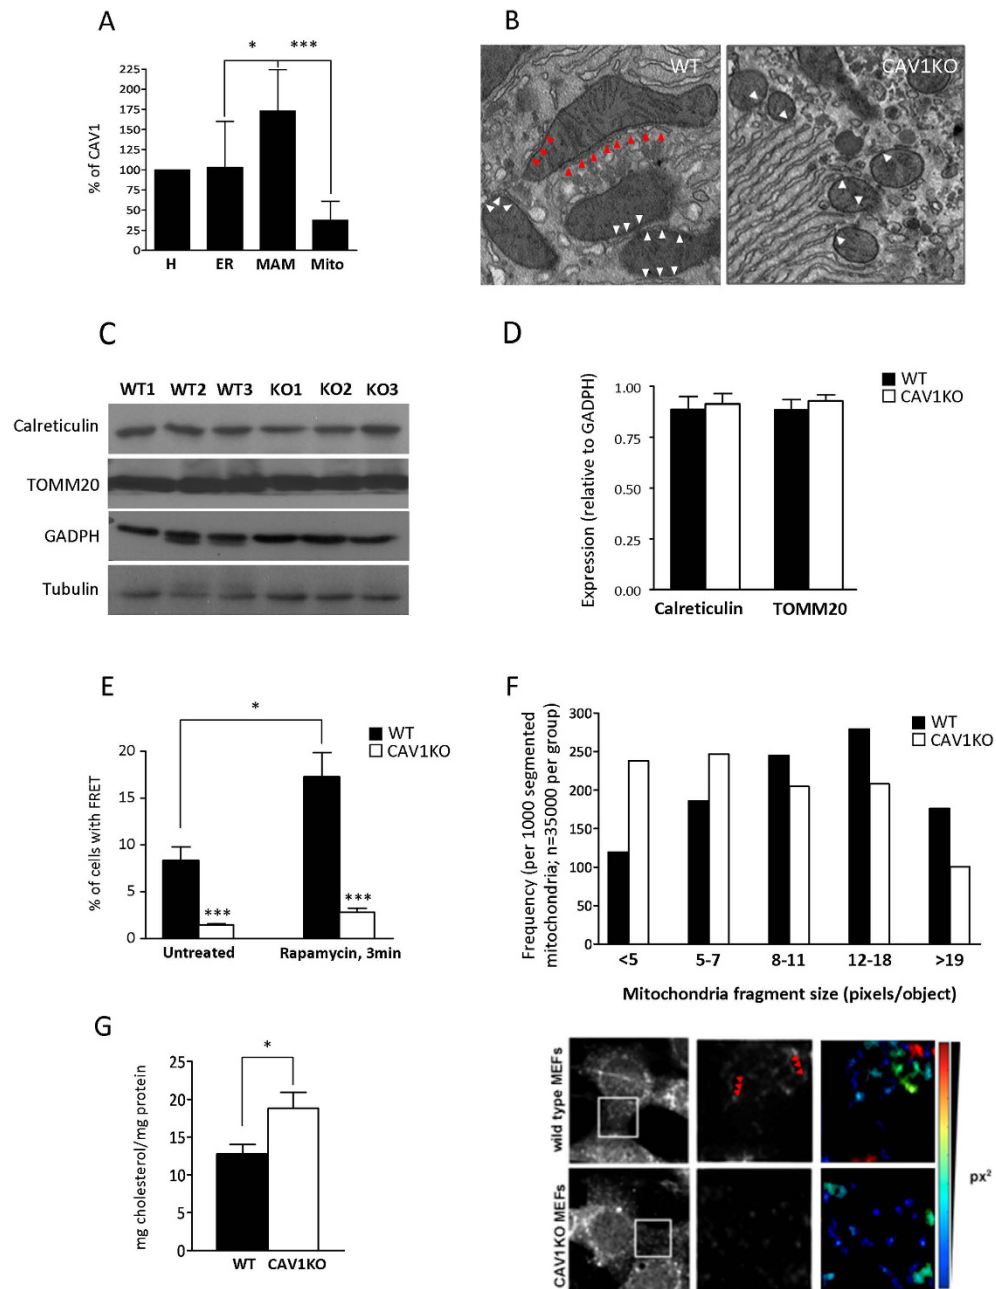 A
* ***
% of CAV1
225
200
175
150
125
100
75
50
25
0
H ER MAM Mito
B
WT
CAV1KO
C
WT1 WT2 WT3 KO1 KO2 KO3
Calreticulin
TOMM20
GADPH
Tubulin
D
WT
CAV1KO
Expression (relative to GADPH)
1.00
0.75
0.50
0.25
0.00
Calreticulin TOMM20
E
*
WT
CAV1KO
% of cells with FRET
20
15
10
5
0
***
***
Untreated Rapamycin, 3min
F
WT
CAV1KO
Frequency (per 1000 segmented
mitochondria; n=35000 per group)
300
250
200
150
100
50
0
<5 5-7 8-11 12-18 >19
Mitochondria fragment size (pixels/object)
G
*
mg cholesterol/mg protein
25
20
15
10
5
0
WT CAV1KO
wild type MEFs
CAV1KO MEFs
px²